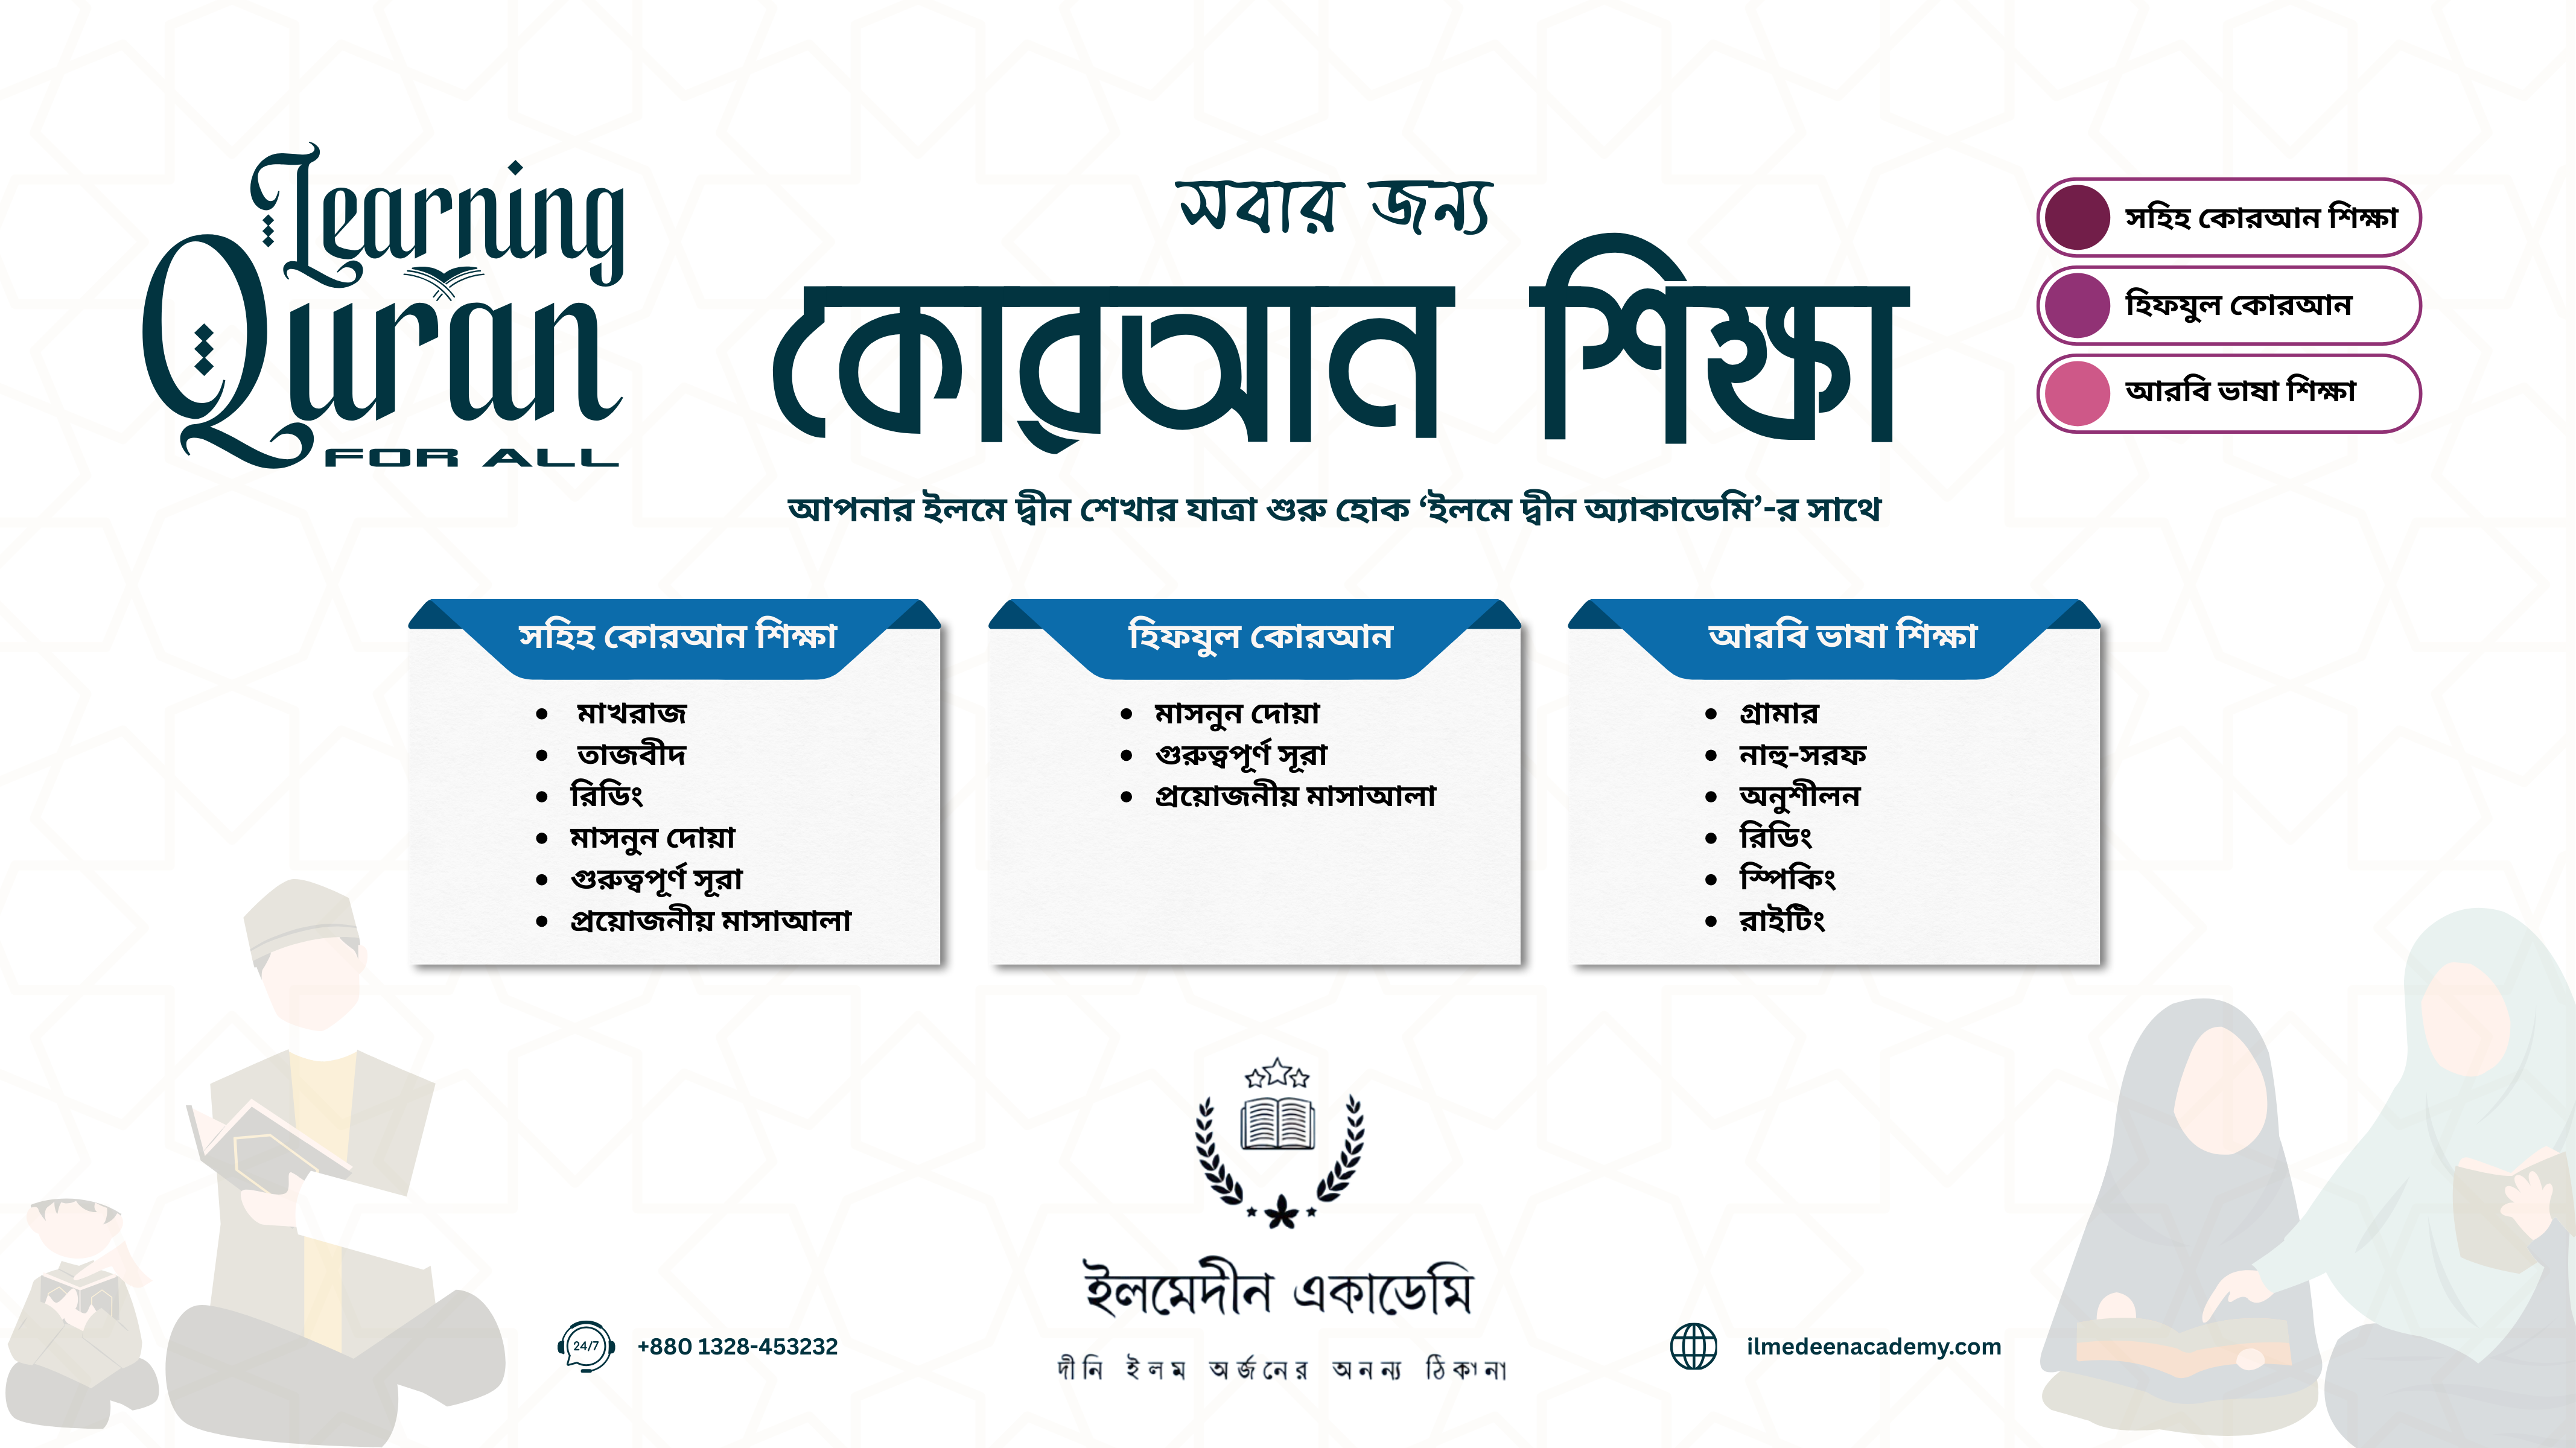 Learning
Quran
FOR ALL
সবার জন্য
কোরআন শিক্ষা
আপনার ইলমে দ্বীন শেখার যাত্রা শুরু হোক ‘ইলমে দ্বীন অ্যাকাডেমি’-র সাথে
সহিহ কোরআন শিক্ষা
হিফযুল কোরআন
আরবি ভাষা শিক্ষা
সহিহ কোরআন শিক্ষা
• মাখরাজ
• তাজবীদ
• রিডিং
• মাসনুন দোয়া
• গুরুত্বপূর্ণ সূরা
• প্রয়োজনীয় মাসাআলা
হিফযুল কোরআন
• মাসনুন দোয়া
• গুরুত্বপূর্ণ সূরা
• প্রয়োজনীয় মাসাআলা
আরবি ভাষা শিক্ষা
• গ্রামার
• নাহু-সরফ
• অনুশীলন
• রিডিং
• স্পিকিং
• রাইটিং
ইলমেদীন একাডেমি
দীনি ইলম অর্জনের অনন্য ঠিকানা
24/7
+880 1328-453232
ilmedeenacademy.com